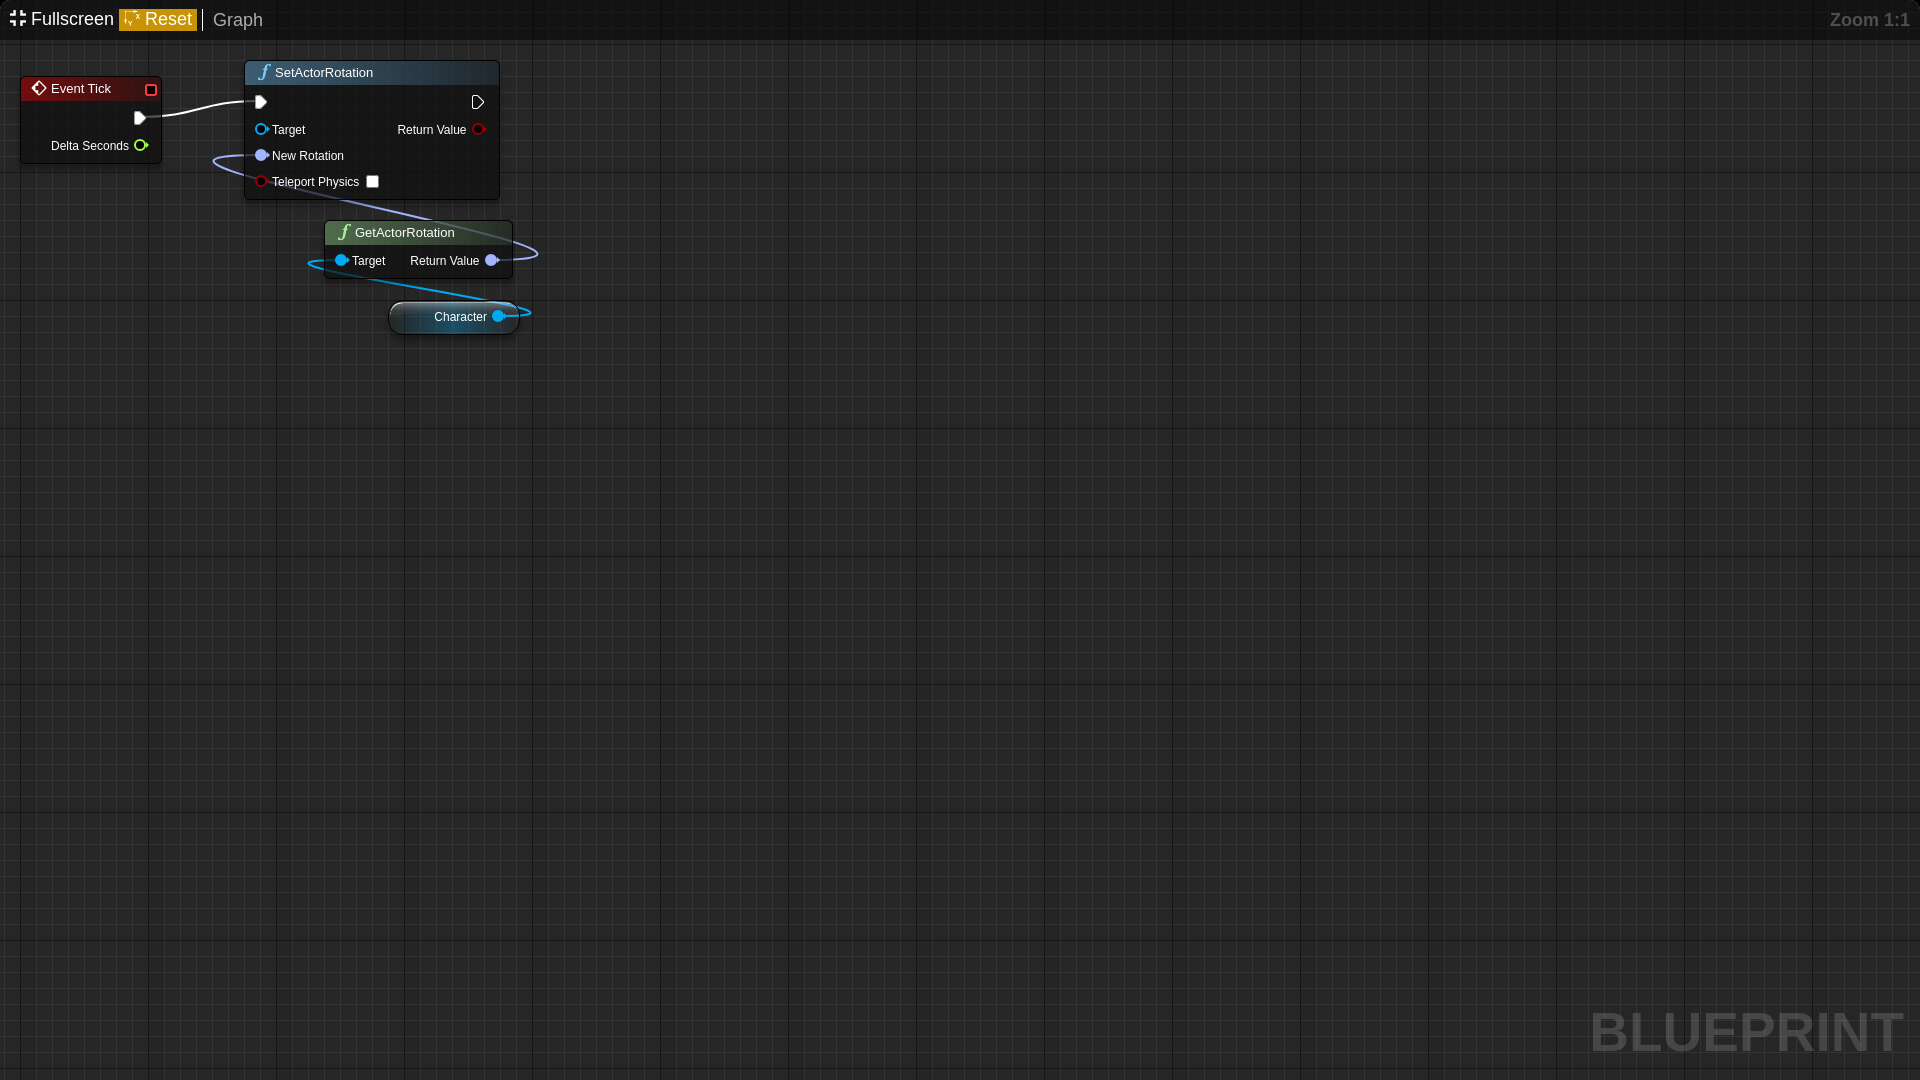 Fullscreen Reset Graph Zoom 1:1
SetActorRotation
Event Tick
Target Return Value
Delta Seconds
New Rotation
Teleport Physics
GetActorRotation
Target Return Value
Character
BLUEPRINT